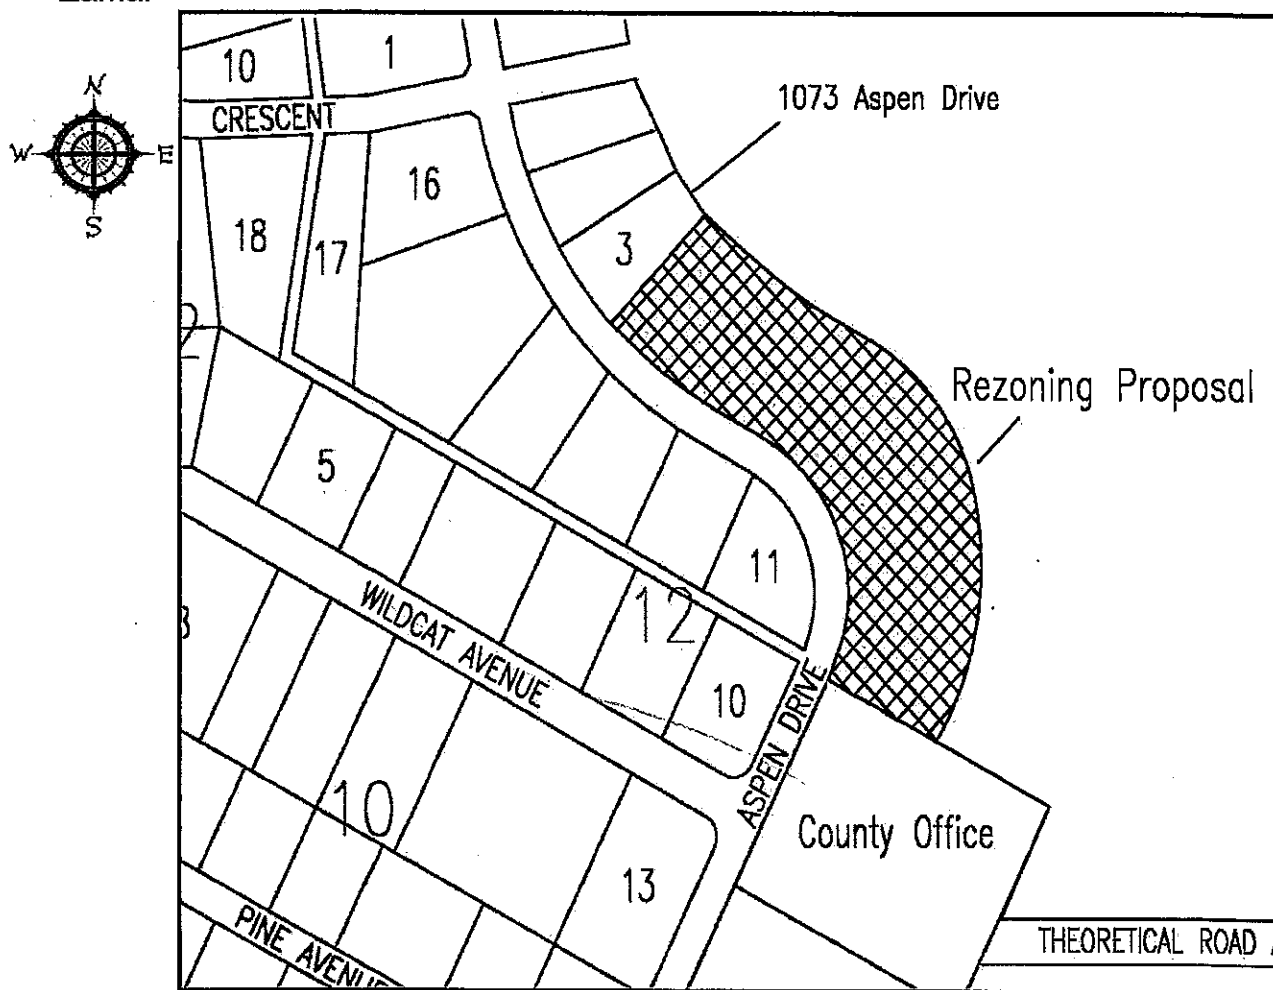 10
1
1073 Aspen Drive
N
CRESCENT
W
E
16
S
18
17
3
Rezoning Proposal
5
11
12
WILDCAT AVENUE
10
ASPEN DRIVE
10
County Office
13
PINE AVENUE
THEORETICAL ROAD